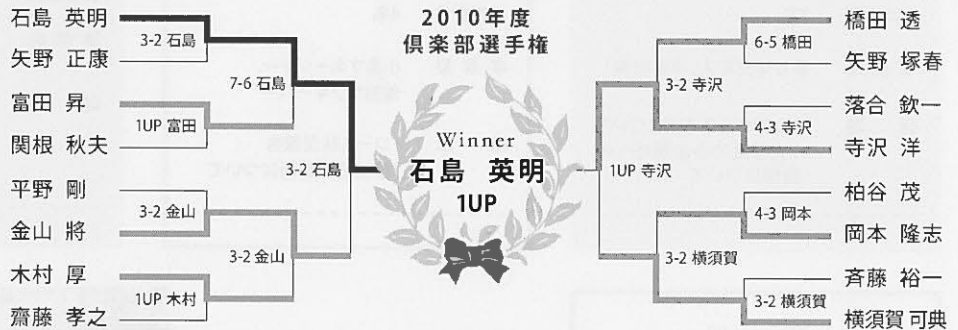 2010年度
倶楽部選手権
石島 英明
矢野 正康
富田 昇
関根 秋夫
平野 剛
金山 將
木村 厚
齋藤 孝之
3-2 石島
1UP 富田
3-2 金山
1UP 木村
7-6 石島
3-2 金山
3-2 石島
Winner
石島 英明
1UP
1UP 寺沢
3-2 寺沢
3-2 横須賀
6-5 橋田
4-3 寺沢
4-3 岡本
3-2 横須賀
橋田 透
矢野 塚春
落合 欽一
寺沢 洋
柏谷 茂
岡本 隆志
斉藤 裕一
横須賀 可典